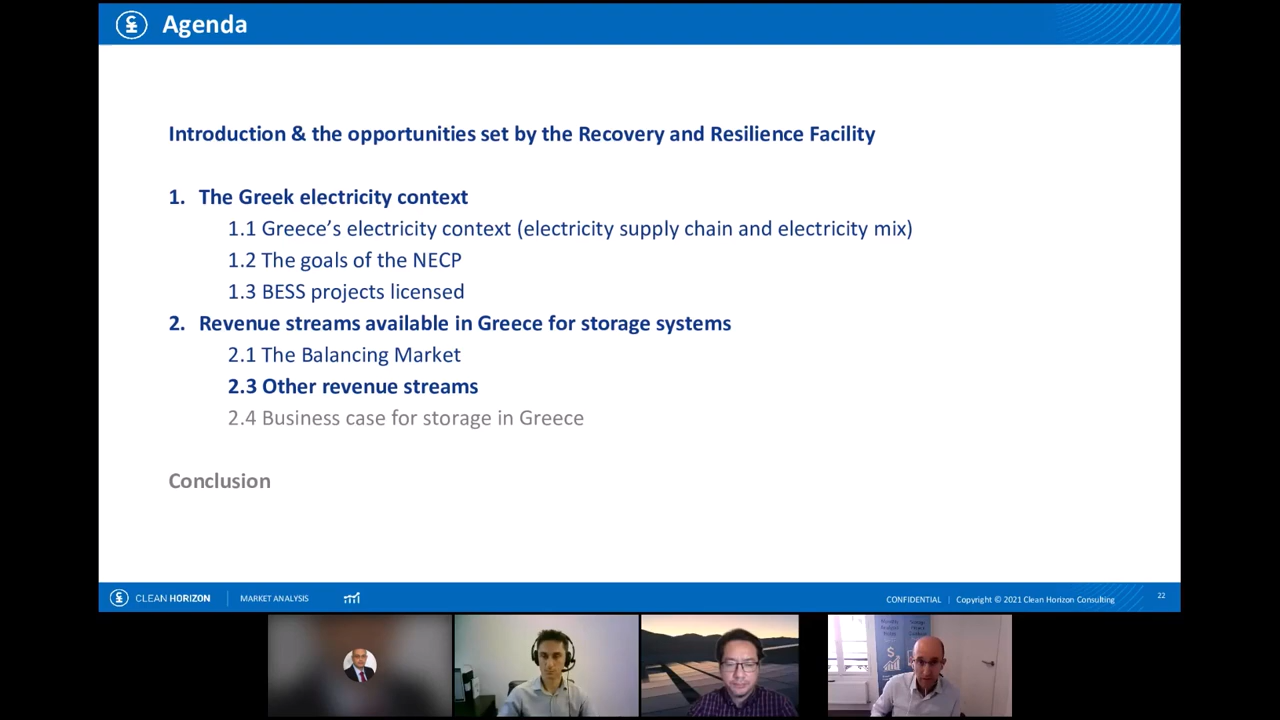 Agenda
Introduction & the opportunities set by the Recovery and Resilience Facility
1. The Greek electricity context
1.1 Greece’s electricity context (electricity supply chain and electricity mix)
1.2 The goals of the NECP
1.3 BESS projects licensed
2. Revenue streams available in Greece for storage systems
2.1 The Balancing Market
2.3 Other revenue streams
2.4 Business case for storage in Greece
Conclusion
CLEAN HORIZON | MARKET ANALYSIS
CONFIDENTIAL | Copyright © 2021 Clean Horizon Consulting
22